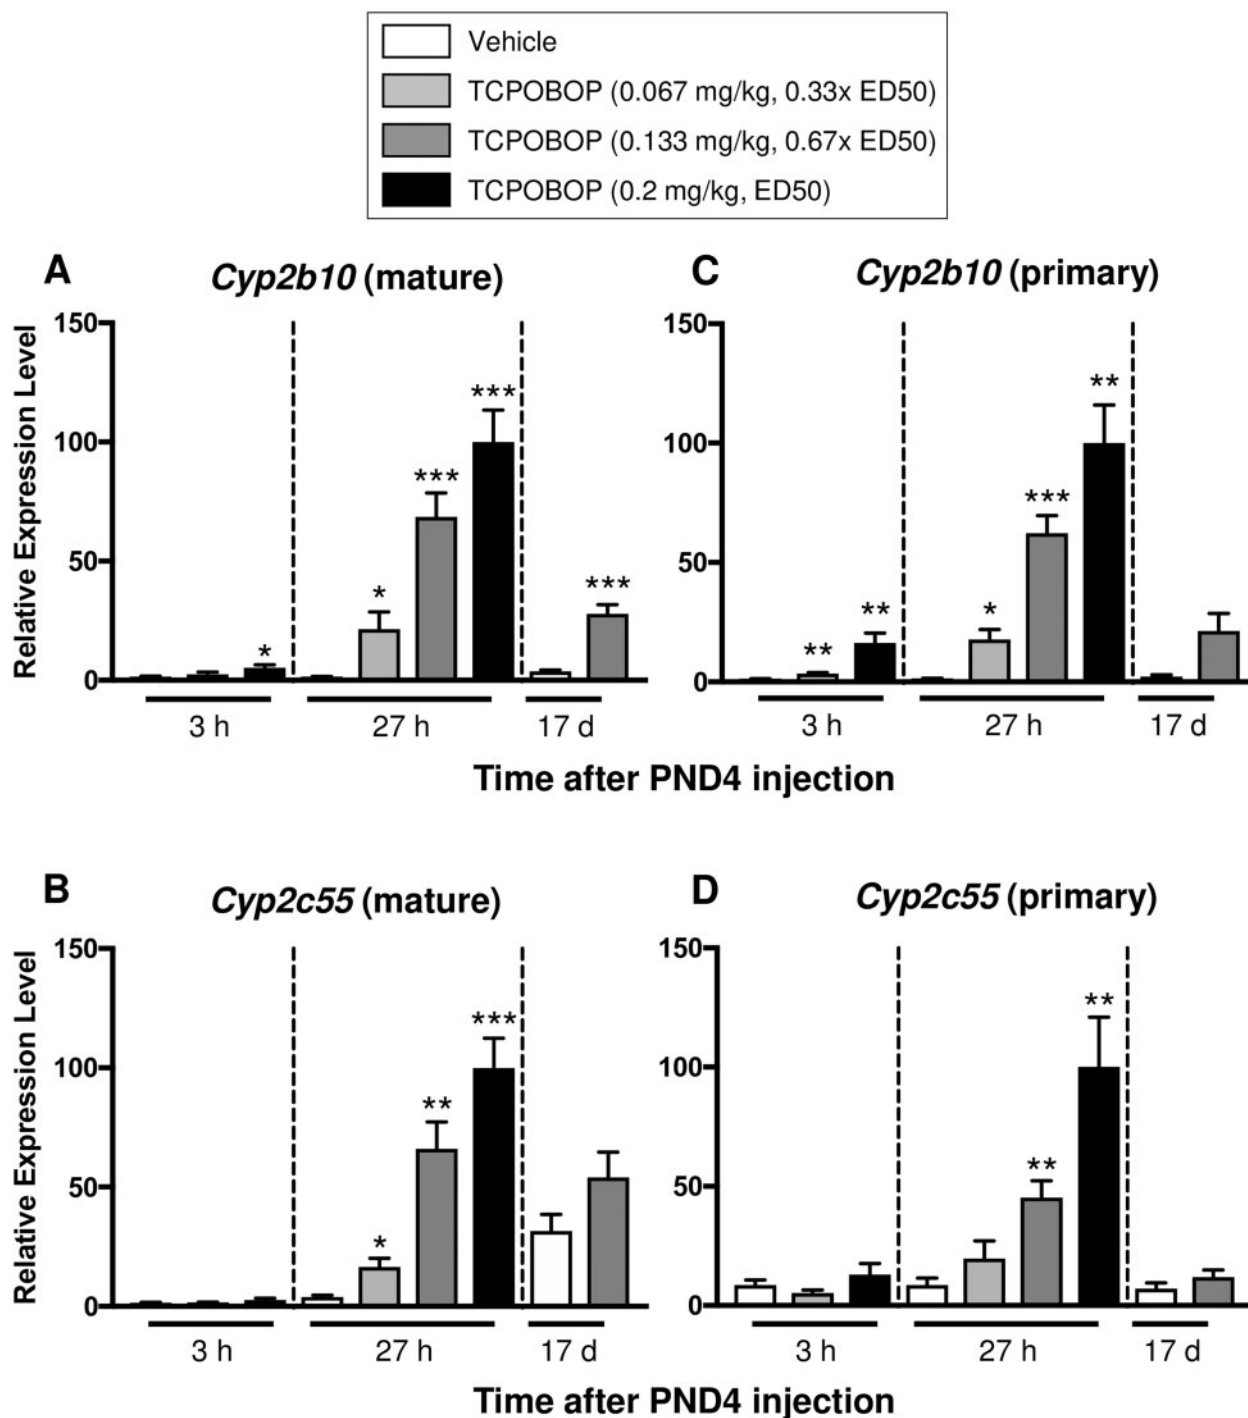 Vehicle
TCPOBOP (0.067 mg/kg, 0.33x ED50)
TCPOBOP (0.133 mg/kg, 0.67x ED50)
TCPOBOP (0.2 mg/kg, ED50)
A
Cyp2b10 (mature)
Relative Expression Level
150
100
50
0
*
*
***
***
***
3 h
27 h
17 d
C
Cyp2b10 (primary)
150
100
50
0
**
**
*
***
**
3 h
27 h
17 d
Time after PND4 injection
B
Cyp2c55 (mature)
Relative Expression Level
150
100
50
0
*
**
***
3 h
27 h
17 d
D
Cyp2c55 (primary)
150
100
50
0
**
**
3 h
27 h
17 d
Time after PND4 injection